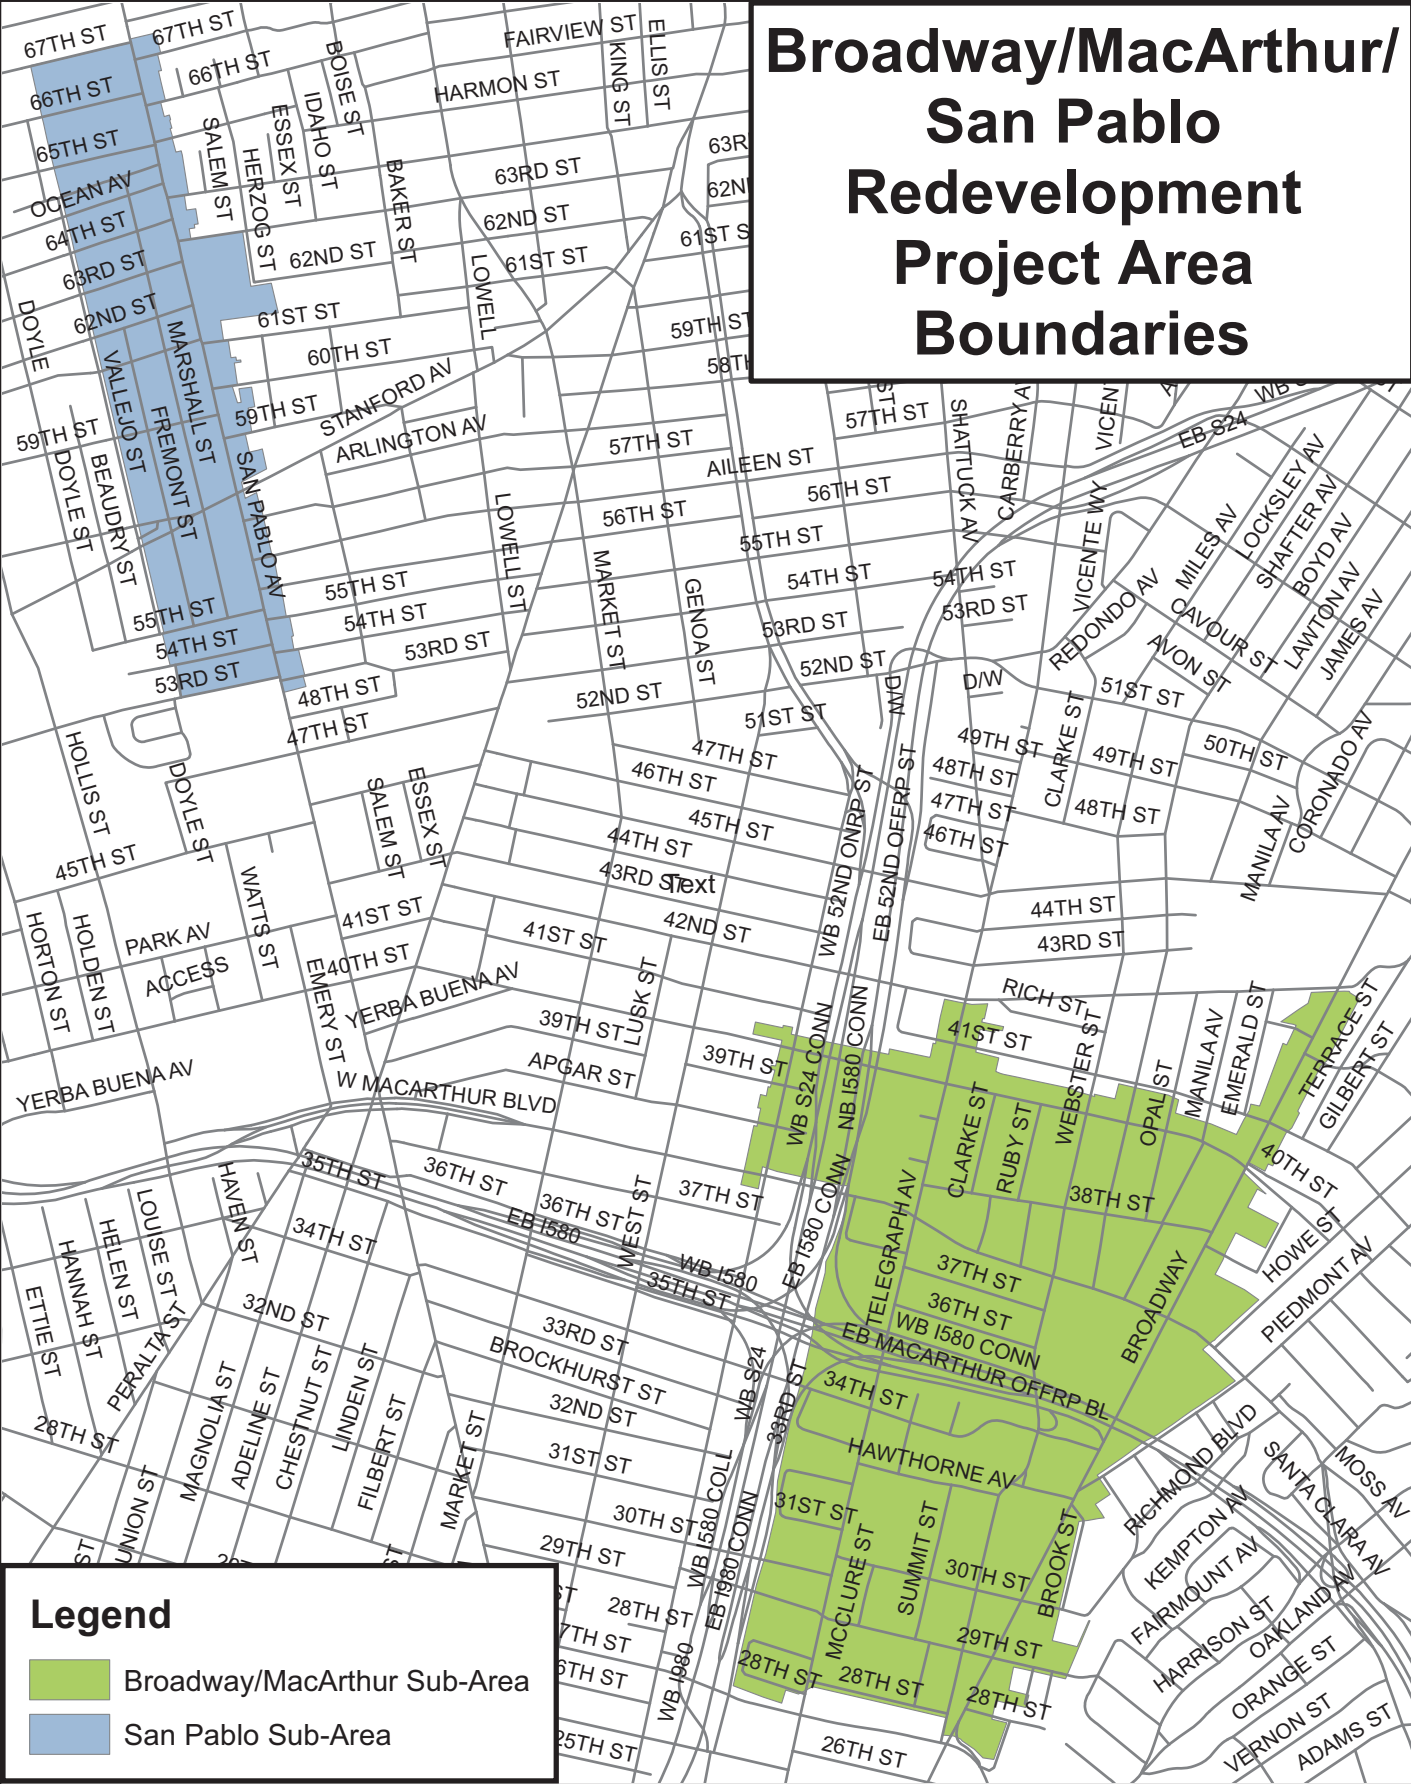 Broadway/MacArthur/
San Pablo
Redevelopment
Project Area
Boundaries
67TH ST
67TH ST
FAIRVIEW ST
ELLIS ST
KING ST
BOISE ST
66TH ST
66TH ST
HARMON ST
IDAHO ST
ESSEX ST
SALEM ST
HERZOG ST
65TH ST
OCEAN AV
64TH ST
63RD ST
BAKER ST
63RD ST
62ND ST
62ND ST
61ST ST
63R
62N
61ST S
59TH ST
58TH
63RD ST
62ND ST
DOYLE
61ST ST
60TH ST
LOWELL
MARSHALL ST
VALLEJO ST
FREMONT ST
59TH ST
STANFORD AV
ARLINGTON AV
59TH ST
DOYLE ST
BEAUDRY ST
SAN PABLO AV
57TH ST
57TH ST
ST
SHATTUCK AV
CARBERRY A
VICEN
A
WB S
ST
EB S24
AILEEN ST
56TH ST
56TH ST
LOWELL ST
MARKET ST
GENOA ST
55TH ST
54TH ST
54TH ST
53RD ST
53RD ST
52ND ST
52ND ST
51ST ST
D/W
D/W
VICENTE WY
REDONDO AV
MILES AV
LOCKSLEY AV
SHAFTER AV
BOYD AV
LAWTON AV
JAMES AV
CAVOUR ST
AVON ST
51ST ST
50TH ST
55TH ST
54TH ST
53RD ST
55TH ST
54TH ST
53RD ST
48TH ST
47TH ST
HOLLIS ST
DOYLE ST
SALEM ST
ESSEX ST
47TH ST
46TH ST
45TH ST
44TH ST
43RD ST
Text
42ND ST
41ST ST
WB 52ND ONRP ST
EB 52ND OFFRP ST
49TH ST
48TH ST
47TH ST
46TH ST
CLARKE ST
49TH ST
48TH ST
MANILA AV
CORONADO AV
44TH ST
43RD ST
45TH ST
WATTS ST
HORTON ST
HOLDEN ST
PARK AV
ACCESS
41ST ST
40TH ST
EMERY ST
YERBA BUENA AV
YERBA BUENA AV
LUSK ST
39TH ST
39TH ST
APGAR ST
W MACARTHUR BLVD
WB S24 CONN
NB I580 CONN
RICH ST
41ST ST
WEBSTER ST
CLARKE ST
RUBY ST
OPAL ST
MANILA AV
EMERALD ST
TERRACE ST
GILBERT ST
40TH ST
HOWE ST
PIEDMONT AV
38TH ST
37TH ST
36TH ST
TELEGRAPH AV
BROADWAY
35TH ST
36TH ST
36TH ST
37TH ST
WEST ST
EB I580
WB I580
35TH ST
EB I580 CONN
WB I580 CONN
EB MACARTHUR OFFRP BL
HAVEN ST
LOUISE ST
HELEN ST
HANNAH ST
ETTIE ST
PERALTA ST
34TH ST
32ND ST
28TH ST
MAGNOLIA ST
ADELINE ST
CHESTNUT ST
LINDEN ST
FILBERT ST
MARKET ST
UNION ST
ST
ST
33RD ST
BROCKHURST ST
32ND ST
31ST ST
30TH ST
29TH ST
28TH ST
ST
7TH ST
6TH ST
25TH ST
WB S24
33RD ST
WB I580 COLL
EB I980 CONN
WB I980
34TH ST
HAWTHORNE AV
31ST ST
MCCLURE ST
SUMMIT ST
30TH ST
BROOK ST
29TH ST
28TH ST
28TH ST
28TH ST
26TH ST
RICHMOND BLVD
KEMPTON AV
FAIRMOUNT AV
HARRISON ST
OAKLAND AV
ORANGE ST
VERNON ST
ADAMS ST
SANTA CLARA AV
MOSS AV
Legend
Broadway/MacArthur Sub-Area
San Pablo Sub-Area